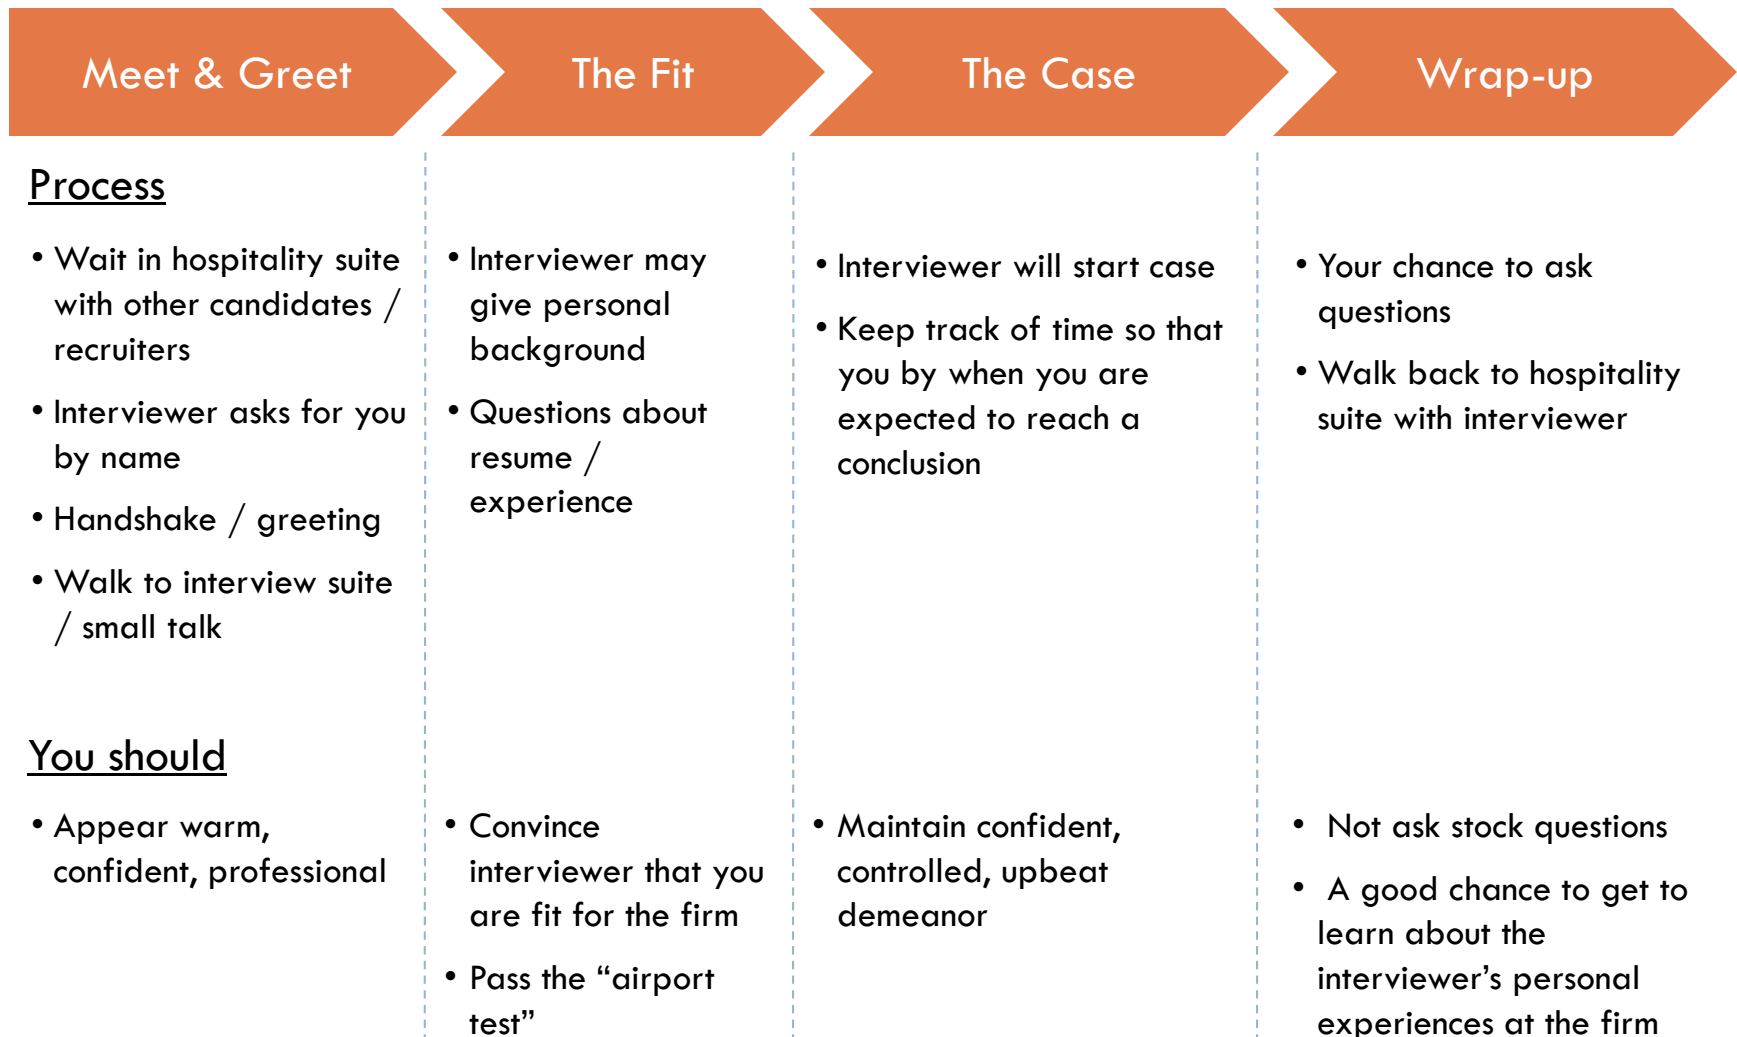 Meet & Greet
The Fit
The Case
Wrap-up
Process
• Wait in hospitality suite
with other candidates /
recruiters
• Interviewer asks for you
by name
• Handshake / greeting
• Walk to interview suite
/ small talk
• Interviewer may
give personal
background
• Questions about
resume /
experience
• Interviewer will start case
• Keep track of time so that
you by when you are
expected to reach a
conclusion
• Your chance to ask
questions
• Walk back to hospitality
suite with interviewer
You should
• Appear warm,
confident, professional
• Convince
interviewer that you
are fit for the firm
• Pass the “airport
test”
• Maintain confident,
controlled, upbeat
demeanor
• Not ask stock questions
• A good chance to get to
learn about the
interviewer’s personal
experiences at the firm